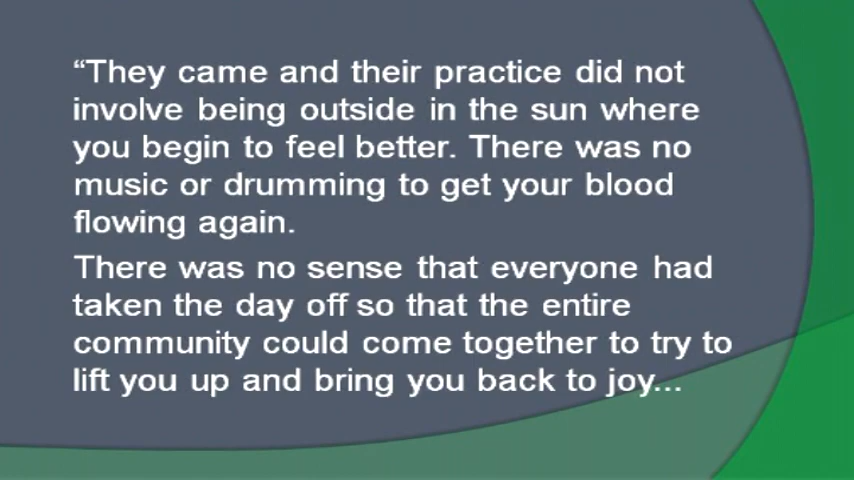 “They came and their practice did not
involve being outside in the sun where
you begin to feel better. There was no
music or drumming to get your blood
flowing again.
There was no sense that everyone had
taken the day off so that the entire
community could come together to try to
lift you up and bring you back to joy...